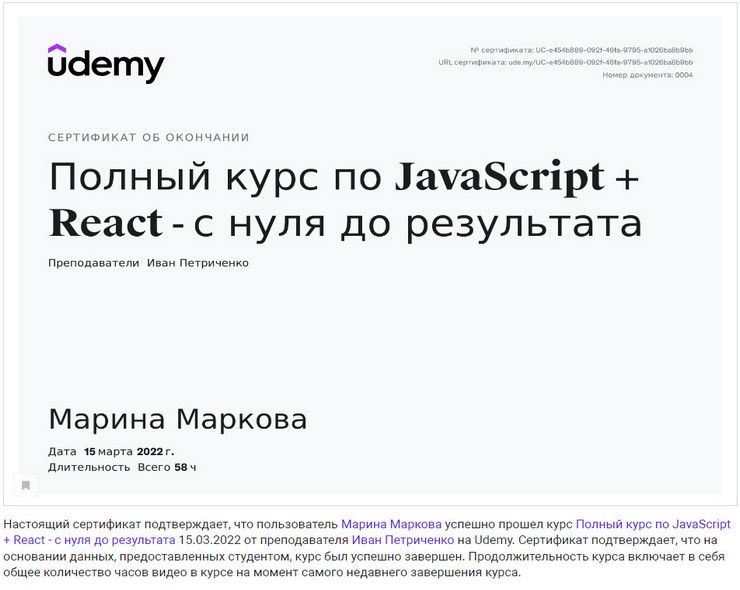 udemy
№ сертификата: UC-e454b889-092f-46fa-9795-a1026ba8b9bb
URL сертификата: ude.my/UC-e454b889-092f-46fa-9795-a1026ba8b9bb
Номер документа: 0004
СЕРТИФИКАТ ОБ ОКОНЧАНИИ
Полный курс по JavaScript +
React - с нуля до результата
Преподаватели Иван Петриченко
Марина Маркова
Дата 15 марта 2022 г.
Длительность Всего 58 ч
Настоящий сертификат подтверждает, что пользователь Марина Маркова успешно прошел курс Полный курс по JavaScript
+ React - с нуля до результата 15.03.2022 от преподавателя Иван Петриченко на Udemy. Сертификат подтверждает, что на
основании данных, предоставленных студентом, курс был успешно завершен. Продолжительность курса включает в себя
общее количество часов видео в курсе на момент самого недавнего завершения курса.